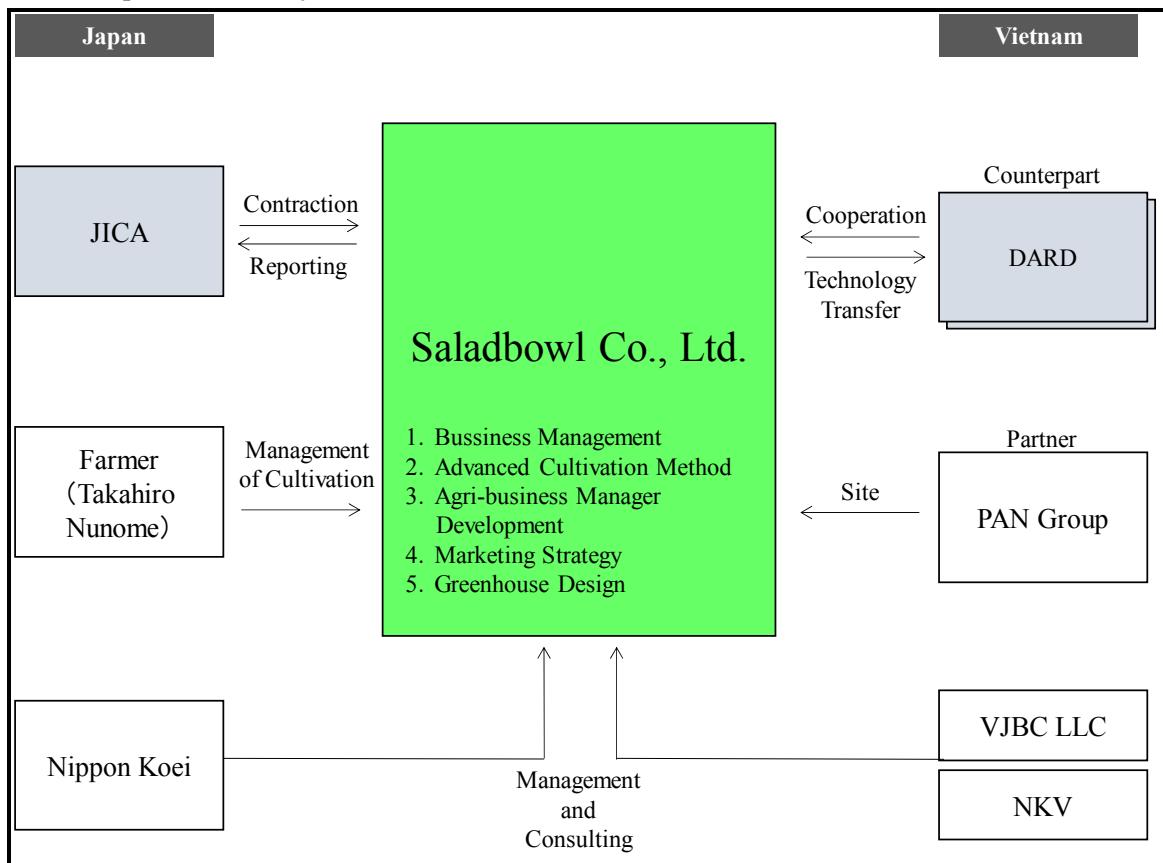 Japan
Vietnam
JICA
Contraction
Reporting
Counterpart
Cooperation
DARD
Technology
Transfer
Saladbowl Co., Ltd.
1. Bussiness Management
2. Advanced Cultivation Method
3. Agri-business Manager
Development
4. Marketing Strategy
5. Greenhouse Design
Farmer
（Takahiro
Nunome）
Management
of Cultivation
Partner
Site
PAN Group
Nippon Koei
Management
and
Consulting
VJBC LLC
NKV